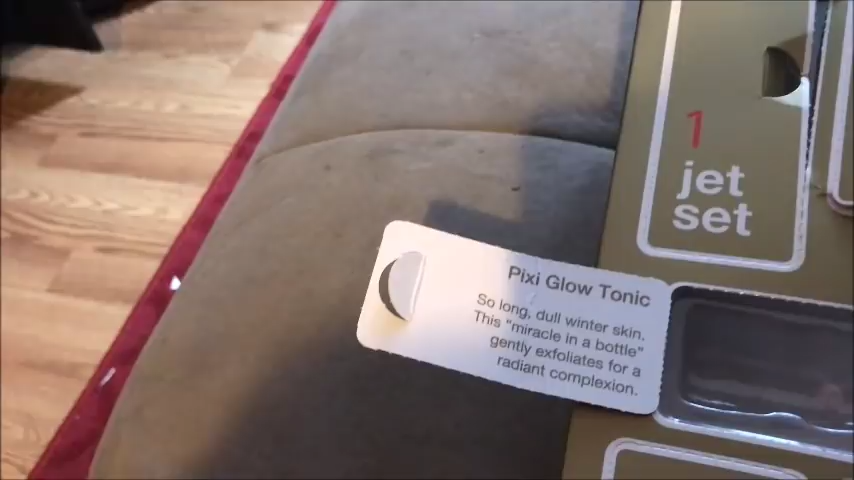 1
jet
set
Pixi Glow Tonic
So long, dull winter skin.
This "miracle in a bottle"
gently exfoliates for a
radiant complexion.